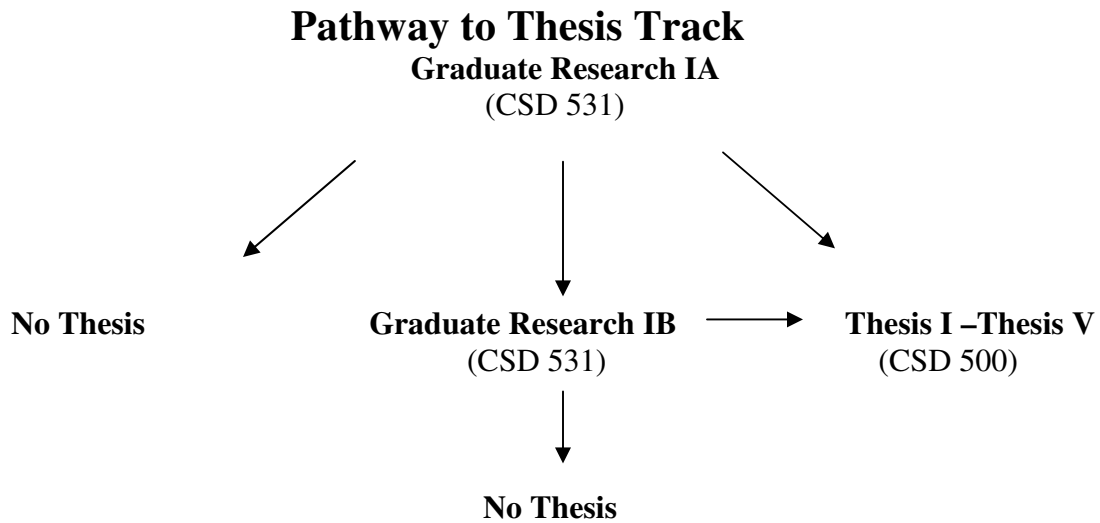 Pathway to Thesis Track
Graduate Research IA
(CSD 531)
No Thesis
Graduate Research IB
(CSD 531)
Thesis I –Thesis V
(CSD 500)
No Thesis